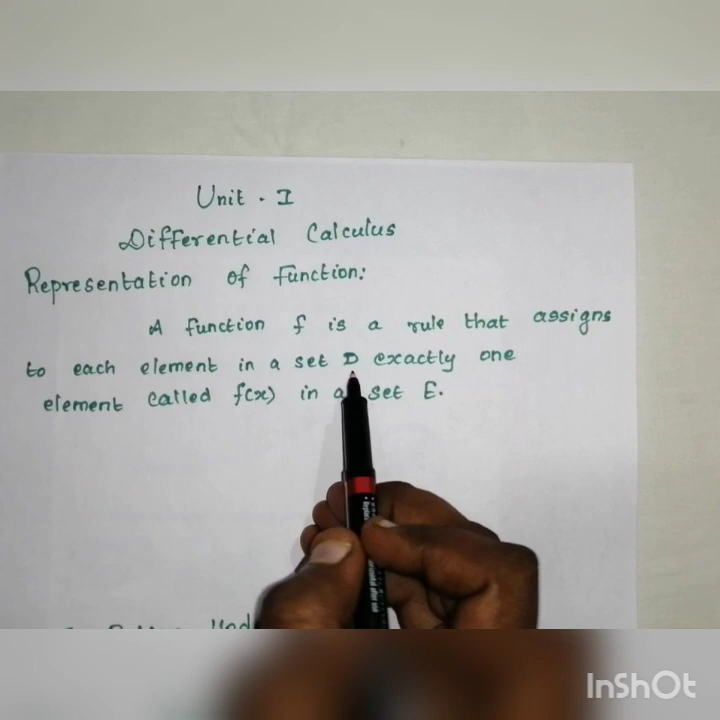 Unit . I
Differential Calculus
Representation of Function:
A function f is a rule that assigns
to each element in a set D exactly one
element called f(x) in a set E.
InShOt